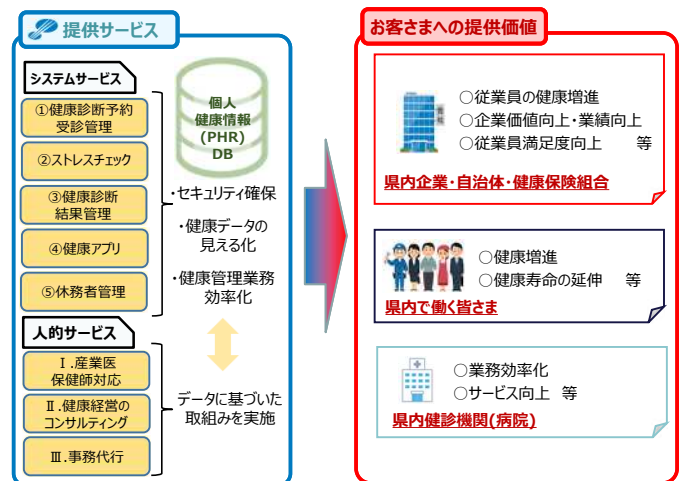 提供サービス
システムサービス
①健康診断予約
受診管理
②ストレスチェック
③健康診断
結果管理
④健康アプリ
⑤休務者管理
個人
健康情報
(PHR)
DB
・セキュリティ確保
・健康データの
見える化
・健康管理業務
効率化
人的サービス
Ⅰ.産業医
保健師対応
Ⅱ.健康経営の
コンサルティング
Ⅲ.事務代行
データに基づいた
取組みを実施
お客さまへの提供価値
○従業員の健康増進
○企業価値向上・業績向上
○従業員満足度向上 等
県内企業・自治体・健康保険組合
○健康増進
○健康寿命の延伸 等
県内で働く皆さま
○業務効率化
○サービス向上 等
県内健診機関(病院)